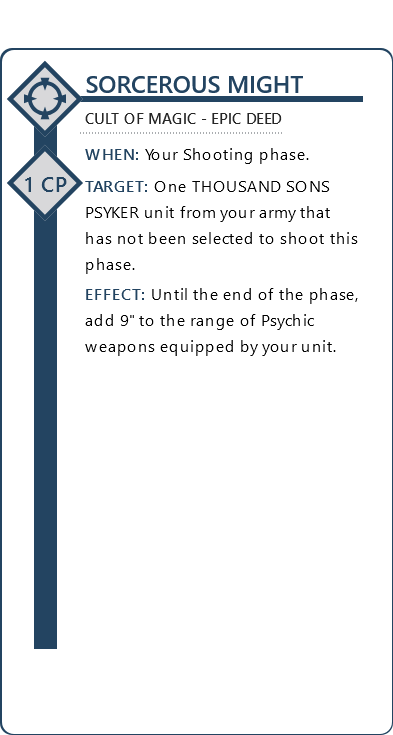 SORCEROUS MIGHT
CULT OF MAGIC - EPIC DEED
WHEN: Your Shooting phase.
1 CP
TARGET: One THOUSAND SONS
PSYKER unit from your army that
has not been selected to shoot this
phase.
EFFECT: Until the end of the phase,
add 9" to the range of Psychic
weapons equipped by your unit.